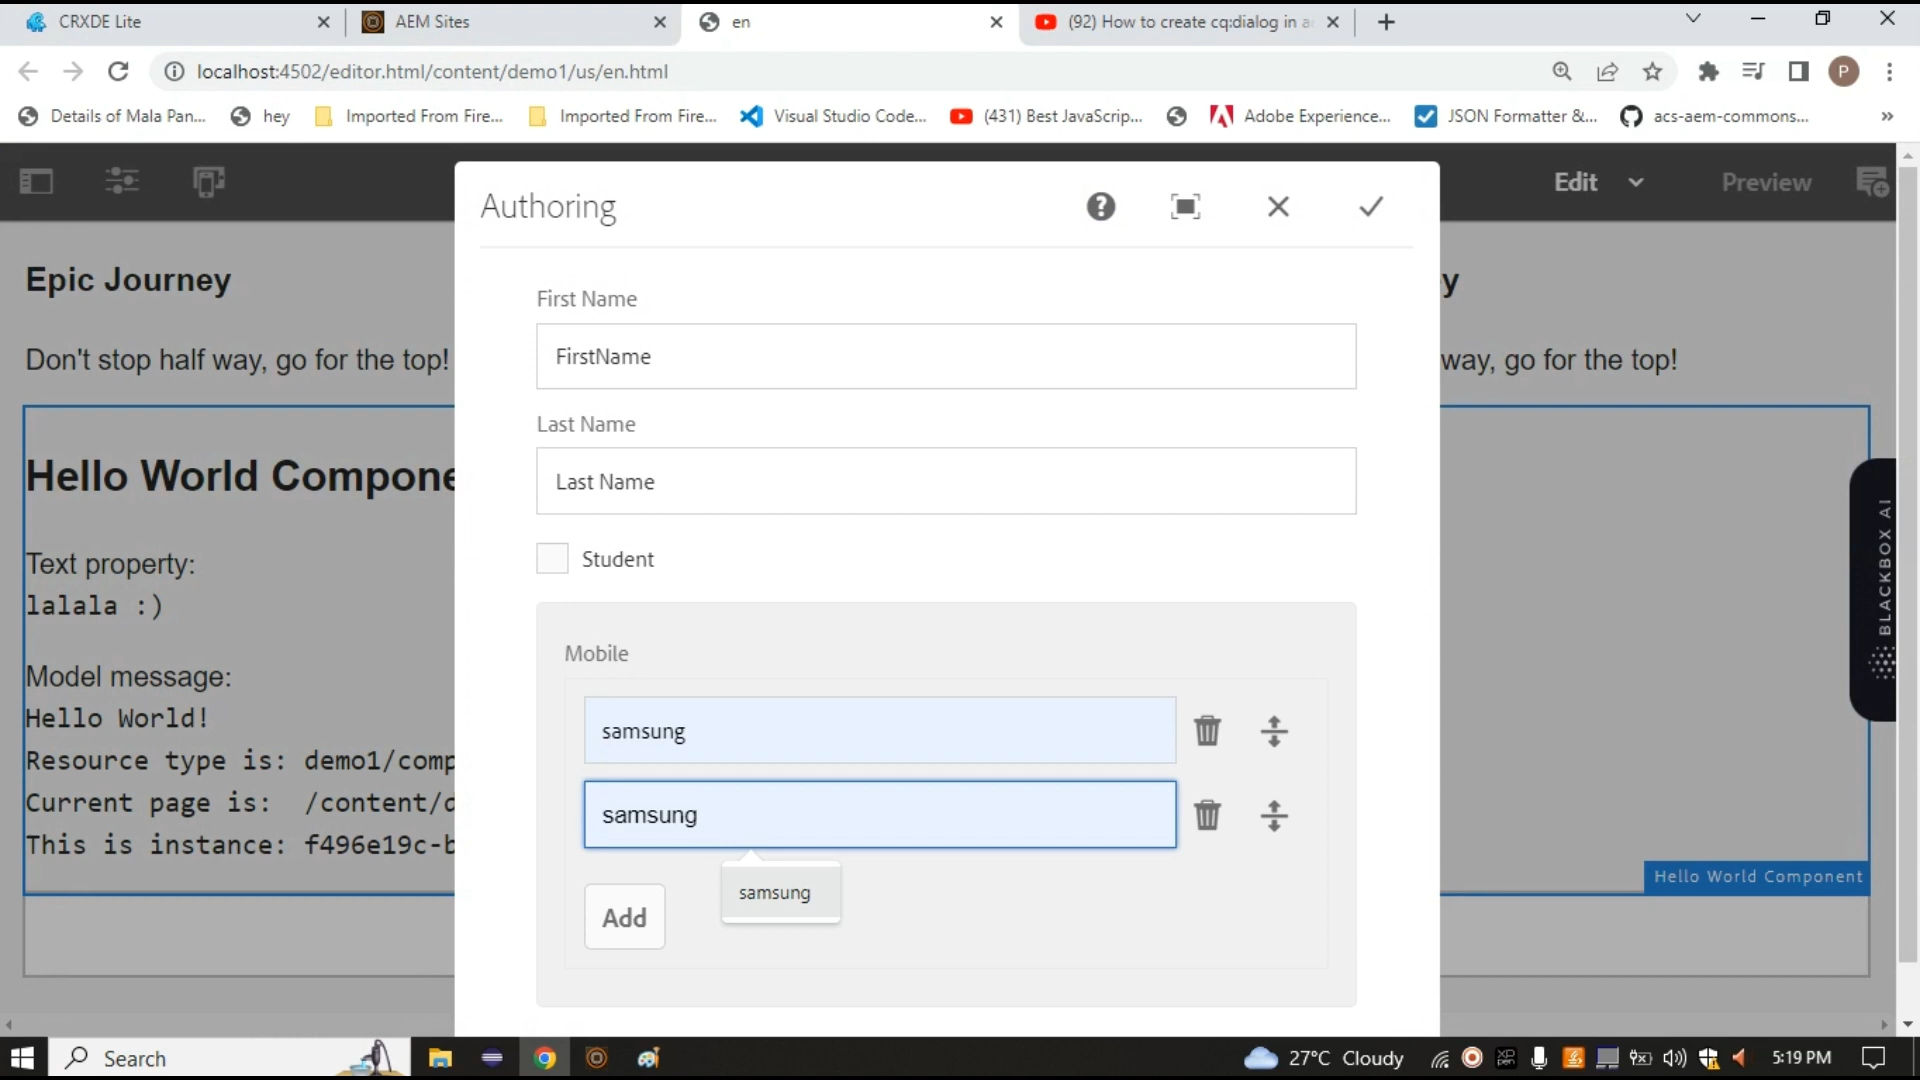 CRXDE Lite
AEM Sites
en
(92) How to create cq:dialog in a
localhost:4502/editor.html/content/demo1/us/en.html
P
Details of Mala Pan...
hey
Imported From Fire...
Imported From Fire...
Visual Studio Code...
(431) Best JavaScrip...
Adobe Experience...
JSON Formatter &...
acs-aem-commons...
»
Authoring
Edit
Preview
Epic Journey
y
Don't stop half way, go for the top!
way, go for the top!
First Name
FirstName
Last Name
Last Name
Student
Hello World Compone
Text property:
lalala :)
Model message:
Hello World!
Resource type is: demo1/comp
Current page is: /content/d
This is instance: f496e19c-b
Mobile
samsung
samsung
samsung
Add
BLACKBOX AI
Hello World Component
Search
27°C Cloudy
5:19 PM